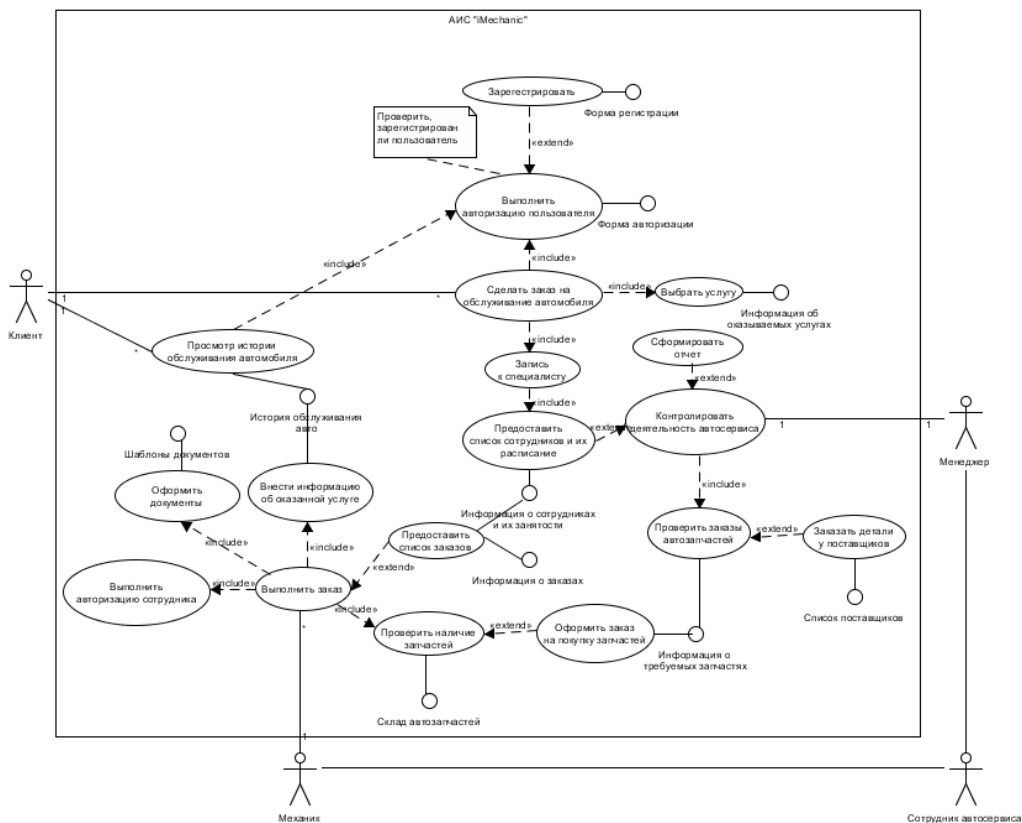 АИС "iMechanic"
Зарегестрировать
Форма регистрации
Проверить,
зарегистрирован
ли пользователь
«extend»
Выполнить
авторизацию пользователя
Форма авторизации
«include»
«include»
Клиент
1
1
*
*
Сделать заказ на
обслуживание автомобиля
«include»
Выбрать услугу
Информация об
оказываемых услугах
Просмотр истории
обслуживания автомобиля
«include»
Сформировать
отчет
«extend»
Запись
к специалисту
«include»
История обслуживания
авто
Предоставить
список сотрудников и их
расписание
«extend»
Контролировать
деятельность автосервиса
1
1
Менеджер
Шаблоны документов
Оформить
документы
Внести информацию
об оказанной услуге
«include»
Информация о сотрудниках
и их занятости
Проверить заказы
автозапчастей
«extend»
Заказать детали
у поставщиков
Список поставщиков
«include»
«include»
Предоставить
список заказов
«extend»
Информация о заказах
Выполнить
авторизацию сотрудника
«include»
Выполнить заказ
«include»
*
Проверить наличие
запчастей
«extend»
Оформить заказ
на покупку запчастей
Информация о
требуемых запчастях
Склад автозапчастей
1
Механик
Сотрудник автосервиса